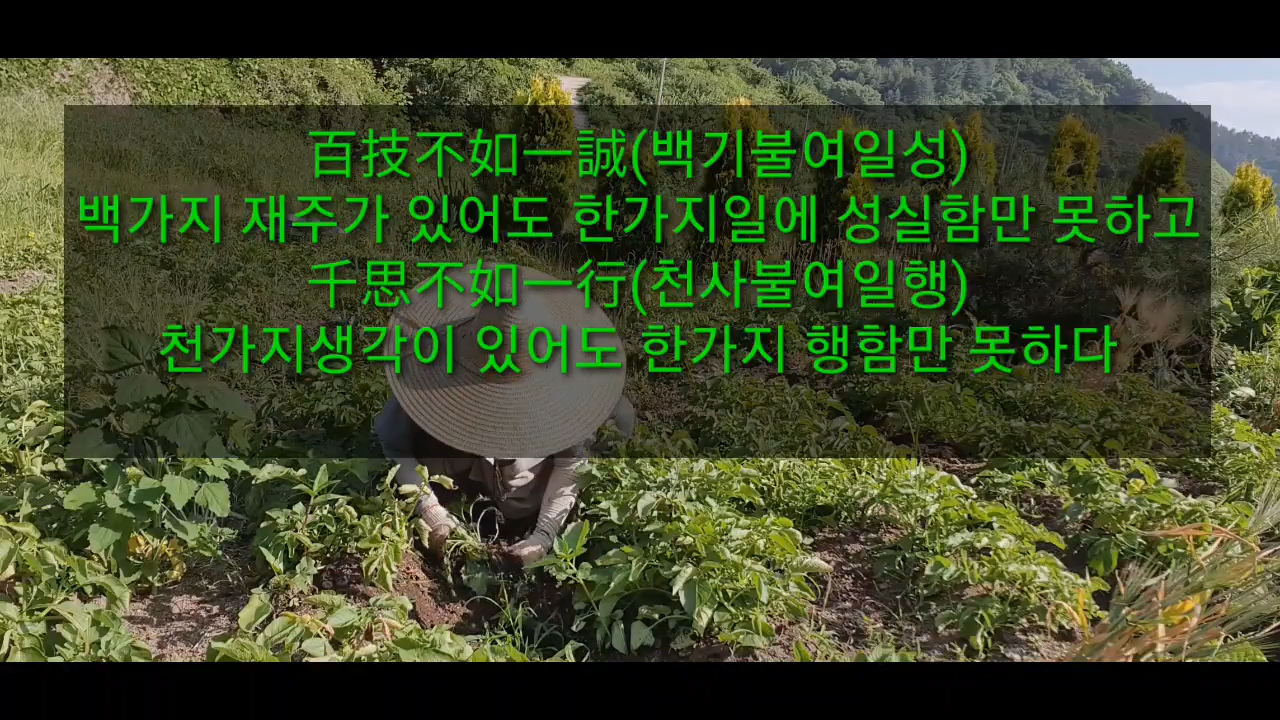 百技不如一誠(백기불여일성)
백가지 재주가 있어도 한가지일에 성실함만 못하고
千思不如一行(천사불여일행)
천가지생각이 있어도 한가지 행함만 못하다